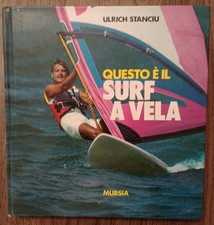 ULRICH STANCIU
QUESTO È IL
SURF
A VELA
MURSIA